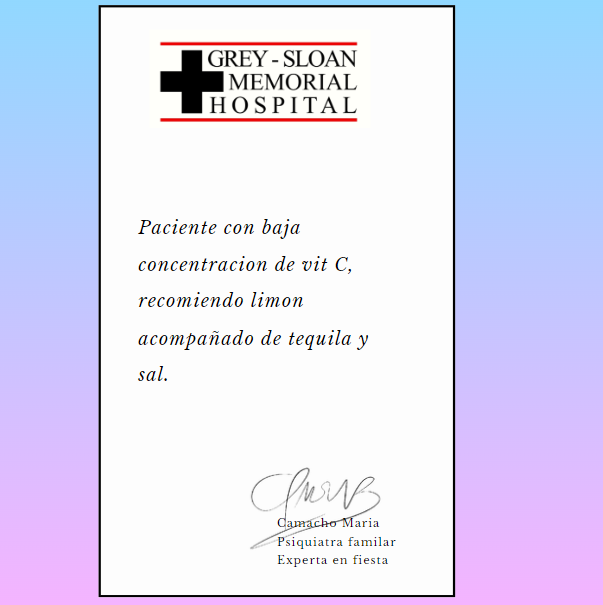 GREY - SLOAN
MEMORIAL
HOSPITAL
Paciente con baja
concentracion de vit C,
recomiendo limon
acompañado de tequila y
sal.
Camacho Maria
Psiquiatra familar
Experta en fiesta